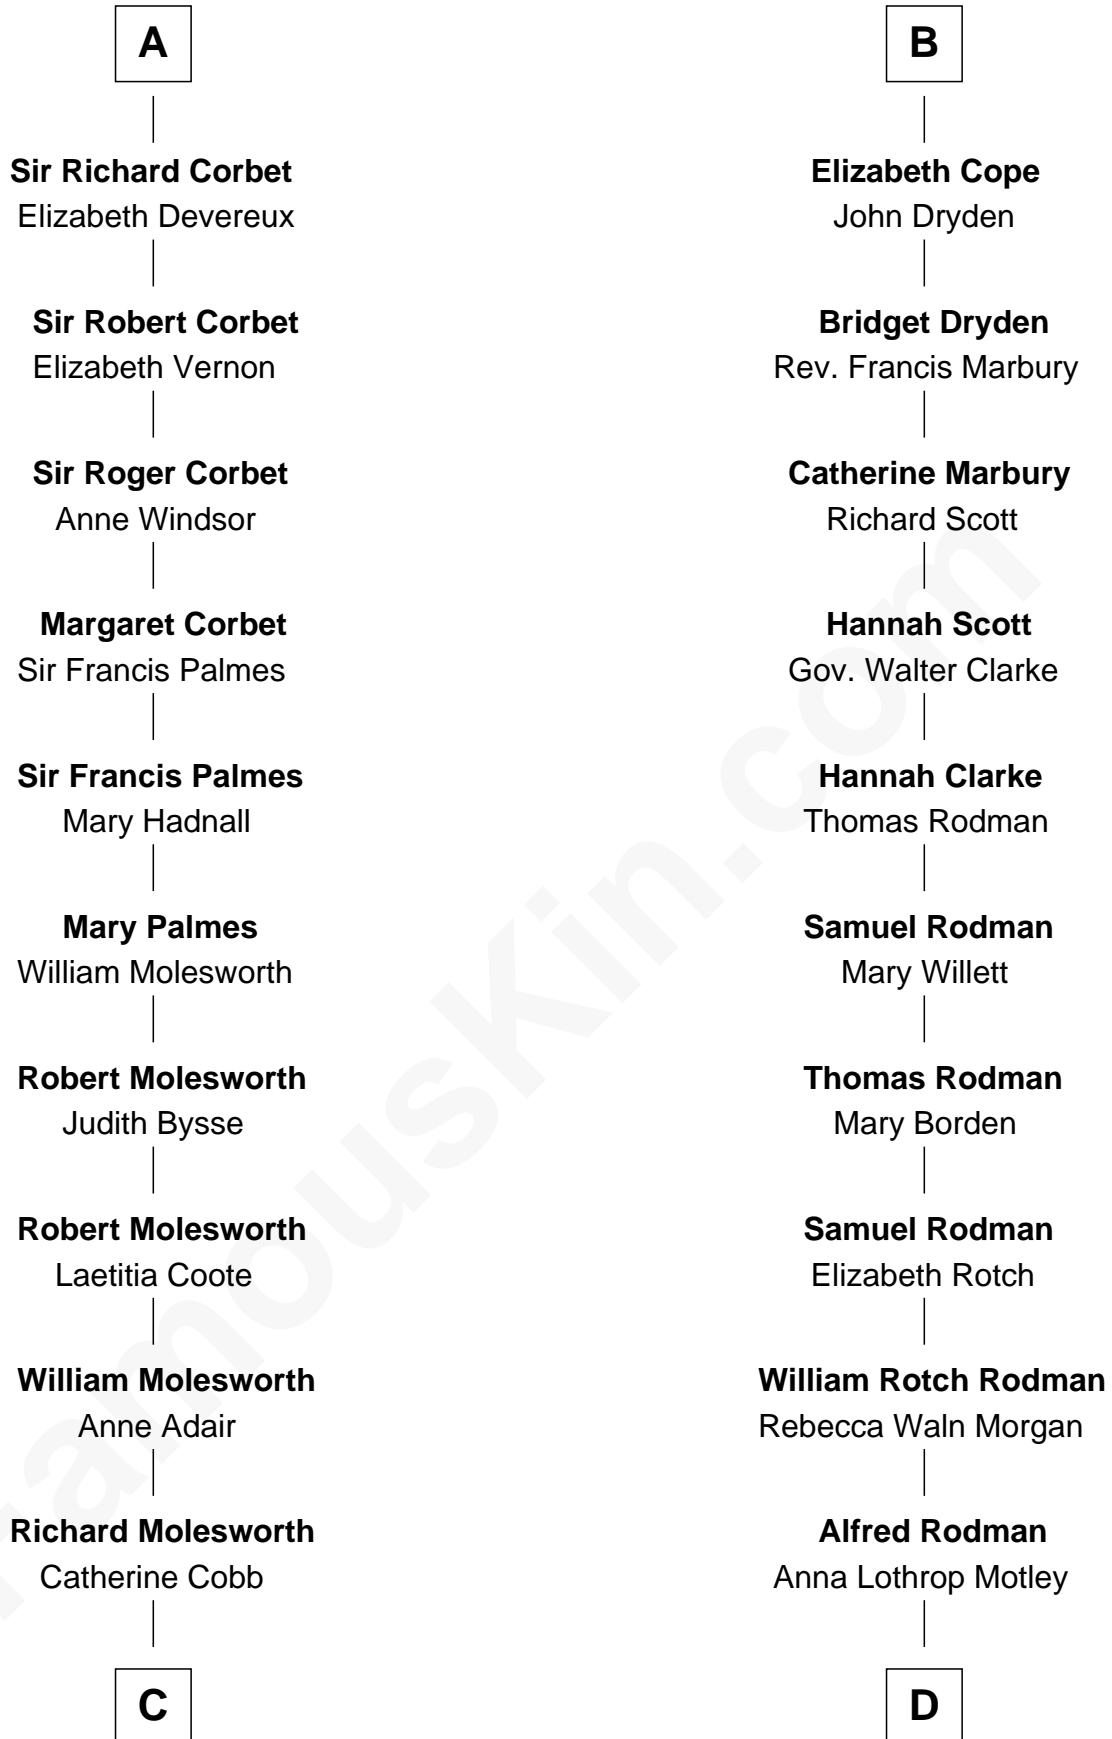 A
Sir Richard Corbet
Elizabeth Devereux
Sir Robert Corbet
Elizabeth Vernon
Sir Roger Corbet
Anne Windsor
Margaret Corbet
Sir Francis Palmes
Sir Francis Palmes
Mary Hadnall
Mary Palmes
William Molesworth
Robert Molesworth
Judith Bysse
Robert Molesworth
Laetitia Coote
William Molesworth
Anne Adair
Richard Molesworth
Catherine Cobb
C
B
Elizabeth Cope
John Dryden
Bridget Dryden
Rev. Francis Marbury
Catherine Marbury
Richard Scott
Hannah Scott
Gov. Walter Clarke
Hannah Clarke
Thomas Rodman
Samuel Rodman
Mary Willett
Thomas Rodman
Mary Borden
Samuel Rodman
Elizabeth Rotch
William Rotch Rodman
Rebecca Waln Morgan
Alfred Rodman
Anna Lothrop Motley
D
FamousKin.com